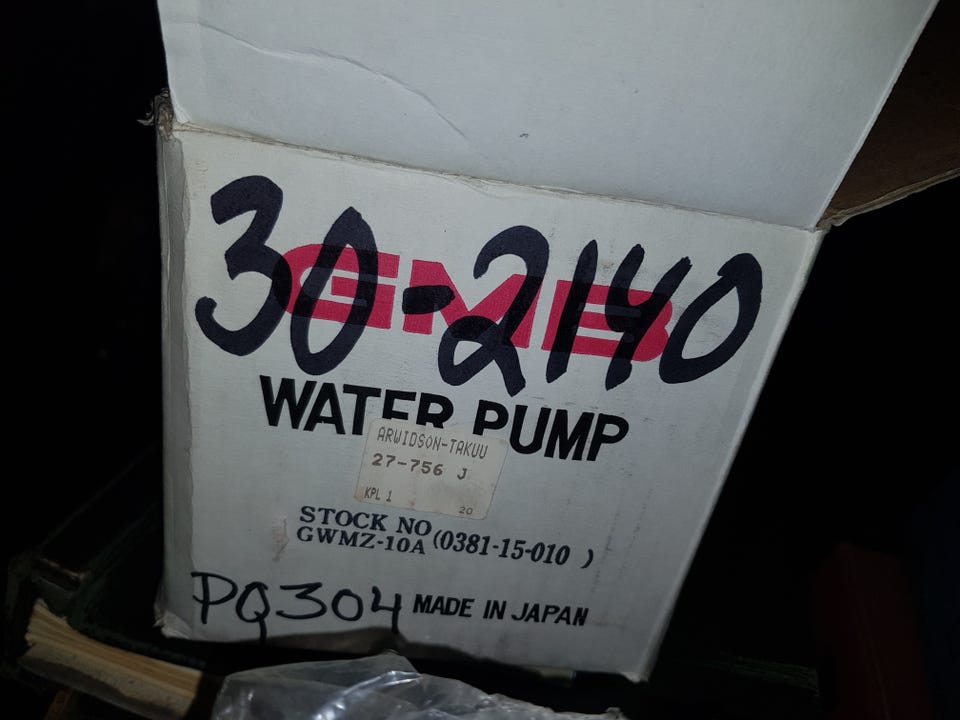 30-2140
GMB
WATER PUMP
ARWIDSON-TAKUU
27-756 J
KPL 1 20
STOCK NO
GWMZ-10A (0381-15-010 )
PQ304 MADE IN JAPAN